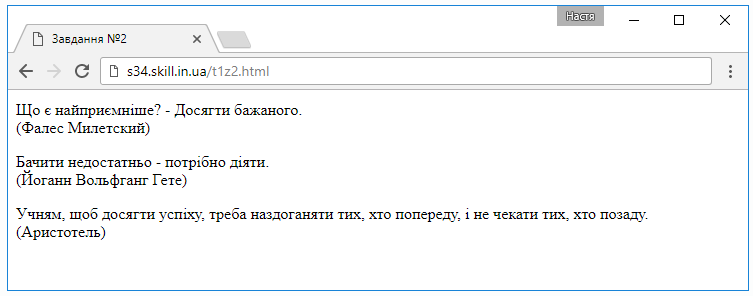 Настя
Завдання №2
s34.skill.in.ua/t1z2.html
Що є найприємніше? - Досягти бажаного.
(Фалес Милетский)
Бачити недостатньо - потрібно діяти.
(Йоганн Вольфганг Гете)
Учням, щоб досягти успіху, треба наздоганяти тих, хто попереду, і не чекати тих, хто позаду.
(Аристотель)